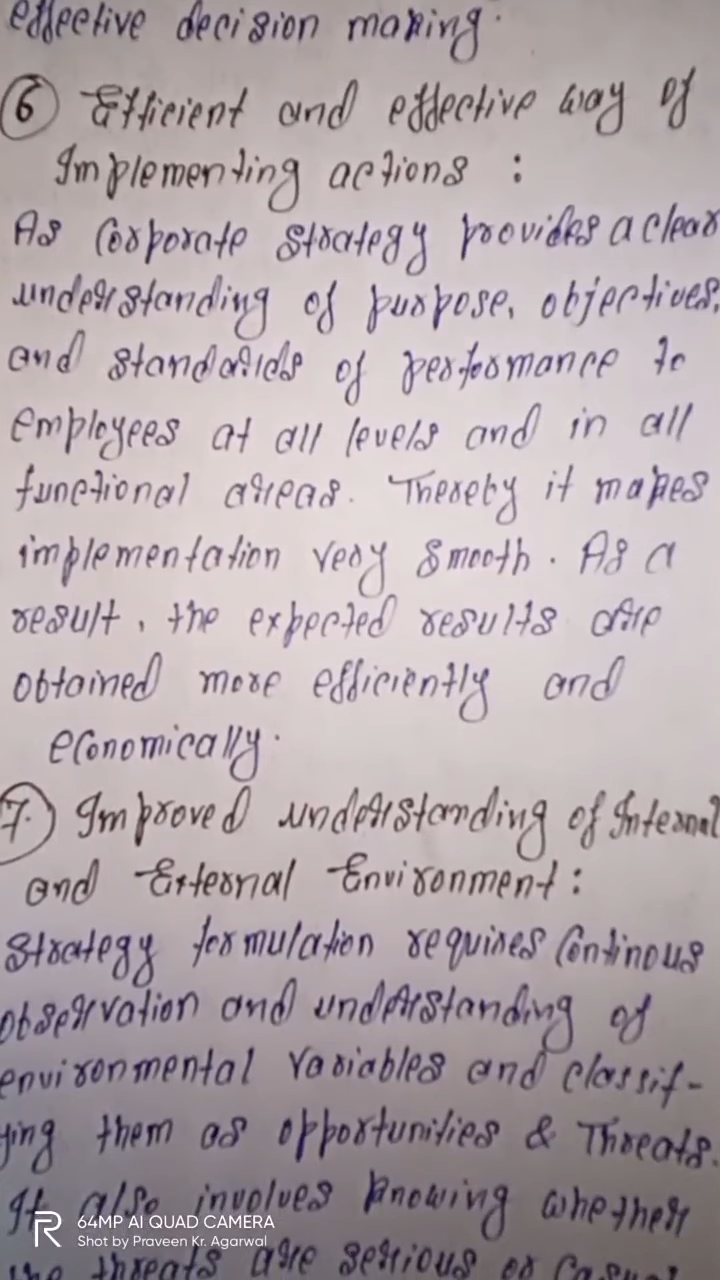 effective decision making.
⑥ Efficient and effective way of
Implementing actions :
As Corporate strategy provides a clear
understanding of purpose, objectives,
and standards of performance to
employees at all levels and in all
functional areas. Thereby it makes
implementation very smooth. As a
result, the expected results are
obtained more efficiently and
economically.
7. Improved understanding of Internal
and External Environment :
Strategy formulation requires Continous
observation and understanding of
environmental variables and classif-
ying them as opportunities & Threats.
It also involves knowing whether
the threats are serious or casual
64MP AI QUAD CAMERA
Shot by Praveen Kr. Agarwal